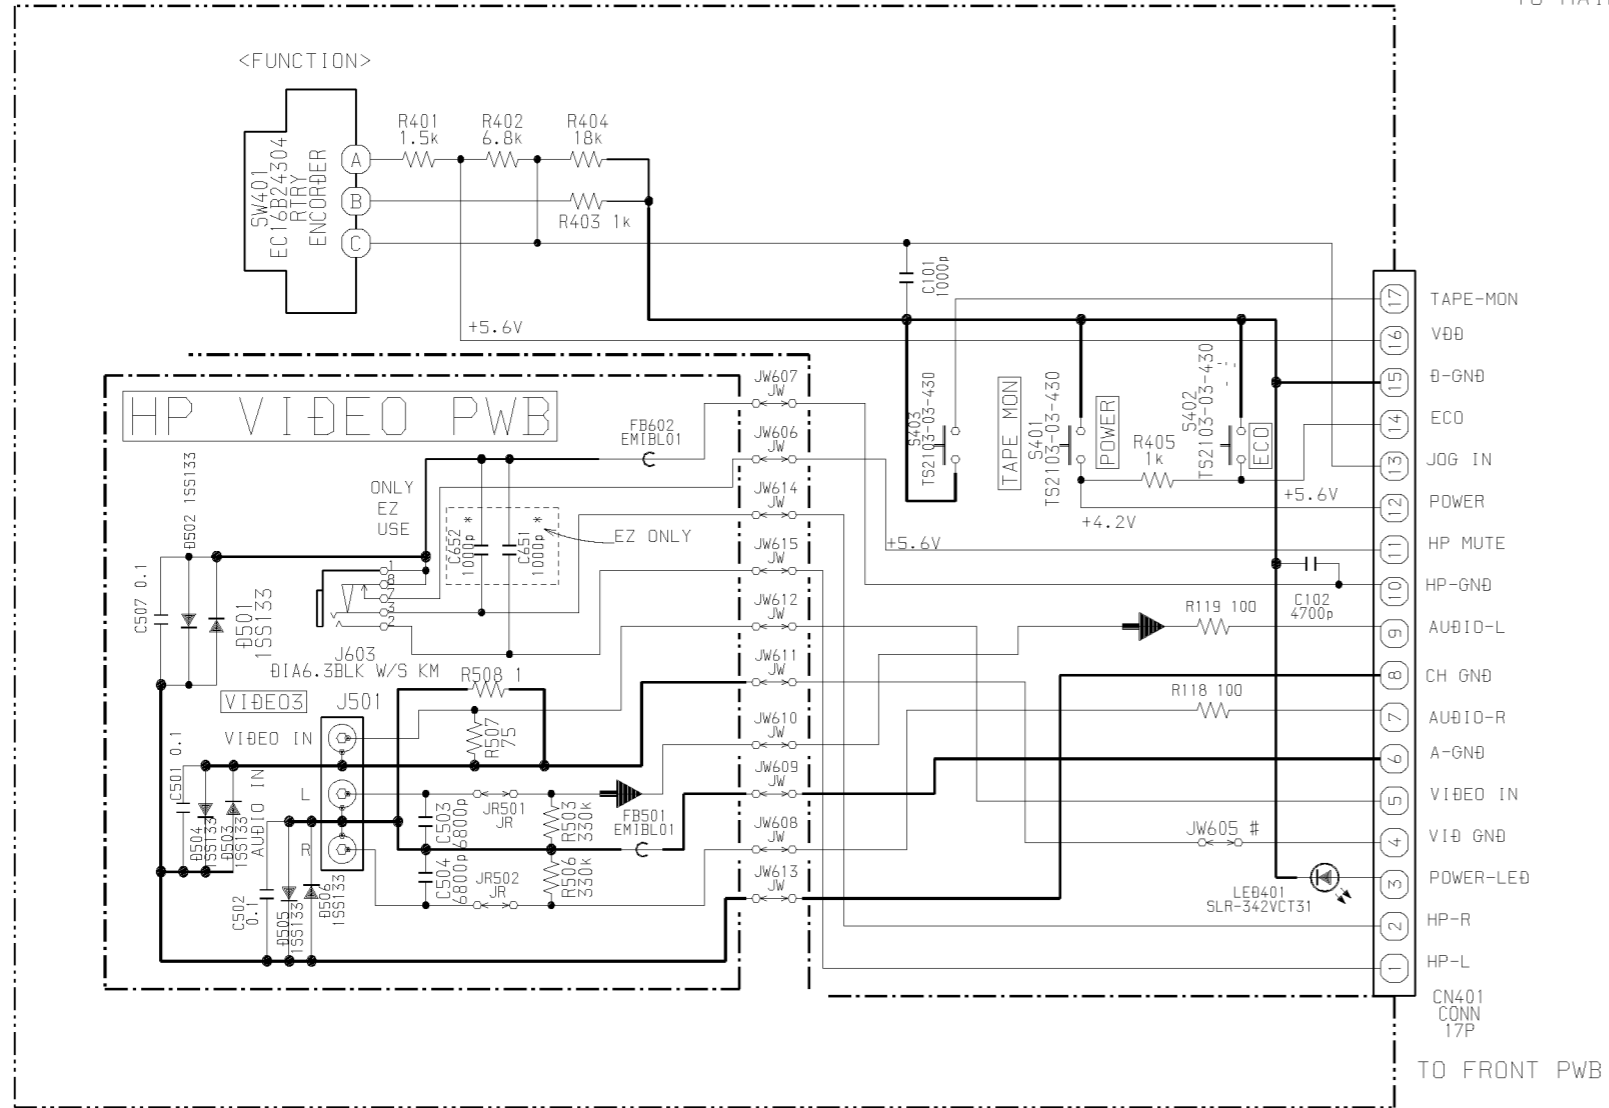 <FUNCTION>
SW401
EC16B24304
RTRY
ENCORDER
A
B
C
R401
1.5k
R402
6.8k
R404
18k
R403 1k
+5.6V
C101
1000p
S403
TS2103-03-430
TAPE MON
S401
TS2103-03-430
POWER
R405
1k
S402
TS2103-03-430
ECO
+5.6V
+4.2V
+5.6V
C102
4700p
R119 100
R118 100
JW605 #
LED401
SLR-342VCT31
17 TAPE-MON
16 VDD
15 D-GND
14 ECO
13 JOG IN
12 POWER
11 HP MUTE
10 HP-GND
9 AUDIO-L
8 CH GND
7 AUDIO-R
6 A-GND
5 VIDEO IN
4 VID GND
3 POWER-LED
2 HP-R
1 HP-L
CN401
CONN
17P
TO FRONT PWB
HP VIDEO PWB
JW607
JW
JW606
JW
JW614
JW
JW615
JW
JW612
JW
JW611
JW
JW610
JW
JW609
JW
JW608
JW
JW613
JW
FB602
EMIBL01
ONLY
EZ
USE
C652
1000p
*
C651
1000p
*
EZ ONLY
D502 1SS133
C507 0.1
D501
1SS133
1
8
7
3
2
J603
DIA6.3BLK W/S KM
R508 1
VIDEO3
J501
VIDEO IN
R507
75
C501 0.1
D504
1SS133
D503
1SS133
AUDIO IN
L
R
C503
6800p
JR501
JR
R503
330k
FB501
EMIBL01
C504
6800p
JR502
JR
R506
330k
C502
0.1
D505
1SS133
D506
1SS133